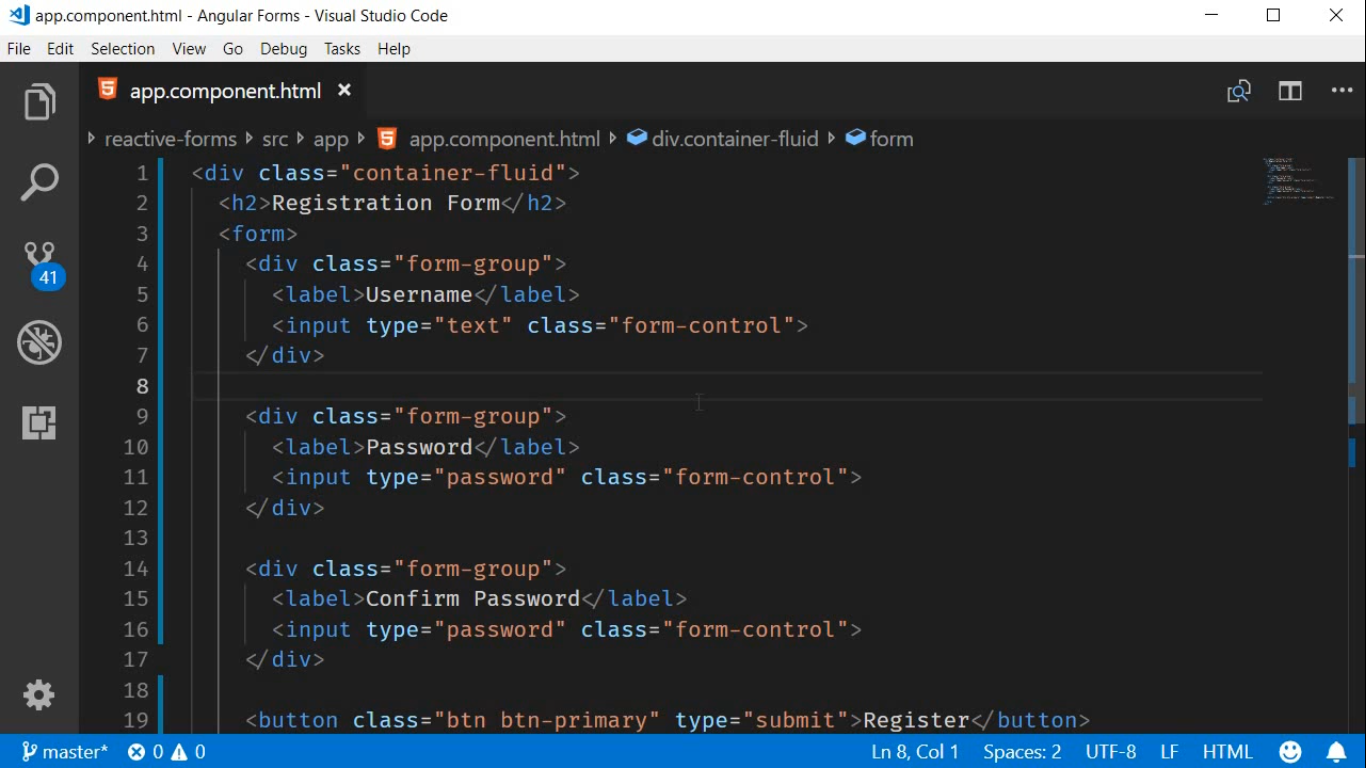 app.component.html - Angular Forms - Visual Studio Code
File Edit Selection View Go Debug Tasks Help
app.component.html
reactive-forms src app app.component.html div.container-fluid form
1 <div class="container-fluid">
2 <h2>Registration Form</h2>
3 <form>
4 <div class="form-group">
5 <label>Username</label>
6 <input type="text" class="form-control">
7 </div>
8
9 <div class="form-group">
10 <label>Password</label>
11 <input type="password" class="form-control">
12 </div>
13
14 <div class="form-group">
15 <label>Confirm Password</label>
16 <input type="password" class="form-control">
17 </div>
18
19 <button class="btn btn-primary" type="submit">Register</button>
41
master* 0 0 Ln 8, Col 1 Spaces: 2 UTF-8 LF HTML